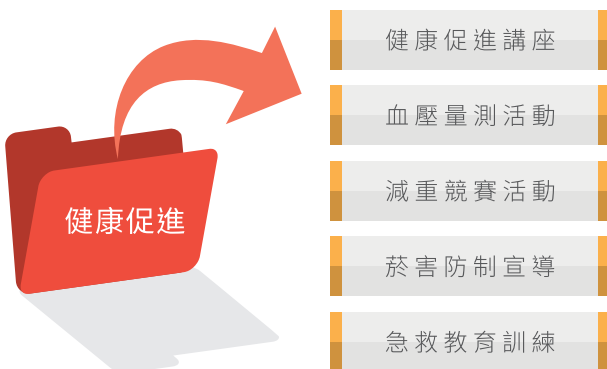 健康促進
健康促進講座
血壓量測活動
減重競賽活動
菸害防制宣導
急救教育訓練